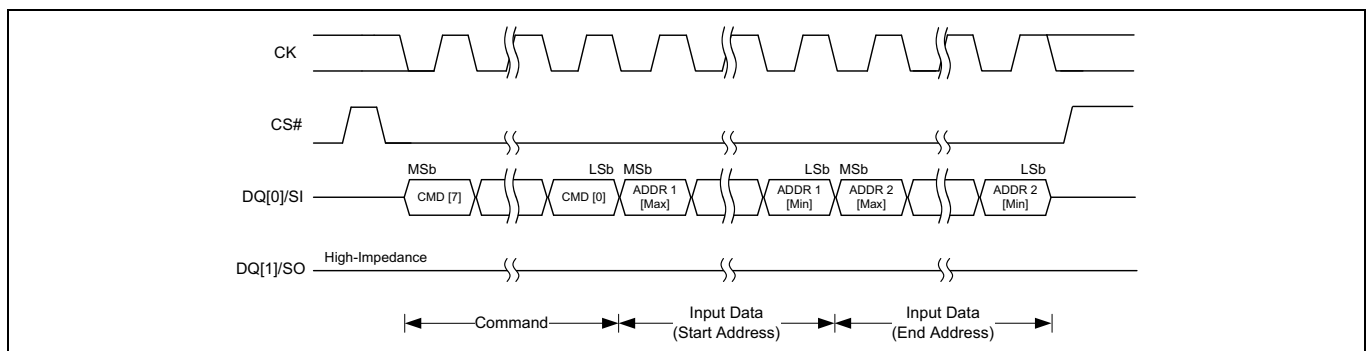 CK
CS#
MSb LSb MSb LSb MSb LSb
DQ[0]/SI CMD [7] CMD [0] ADDR 1 [Max] ADDR 1 [Min] ADDR 2 [Max] ADDR 2 [Min]
High-Impedance
DQ[1]/SO
Command
Input Data
(Start Address)
Input Data
(End Address)